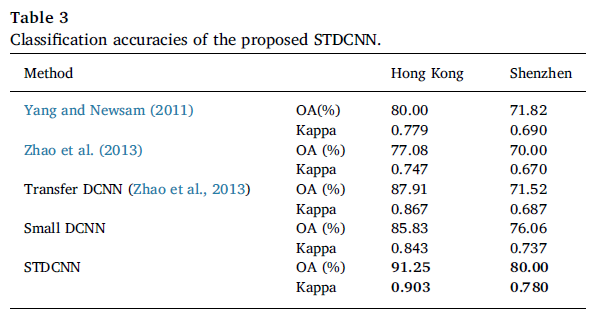 Table 3
Classification accuracies of the proposed STDCNN.
Method Hong Kong Shenzhen
Yang and Newsam (2011) OA(%) 80.00 71.82
Kappa 0.779 0.690
Zhao et al. (2013) OA (%) 77.08 70.00
Kappa 0.747 0.670
Transfer DCNN (Zhao et al., 2013) OA (%) 87.91 71.52
Kappa 0.867 0.687
Small DCNN OA (%) 85.83 76.06
Kappa 0.843 0.737
STDCNN OA (%) 91.25 80.00
Kappa 0.903 0.780